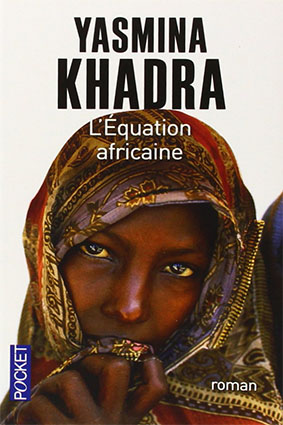 YASMINA
KHADRA
L'Équation
africaine
POCKET
roman